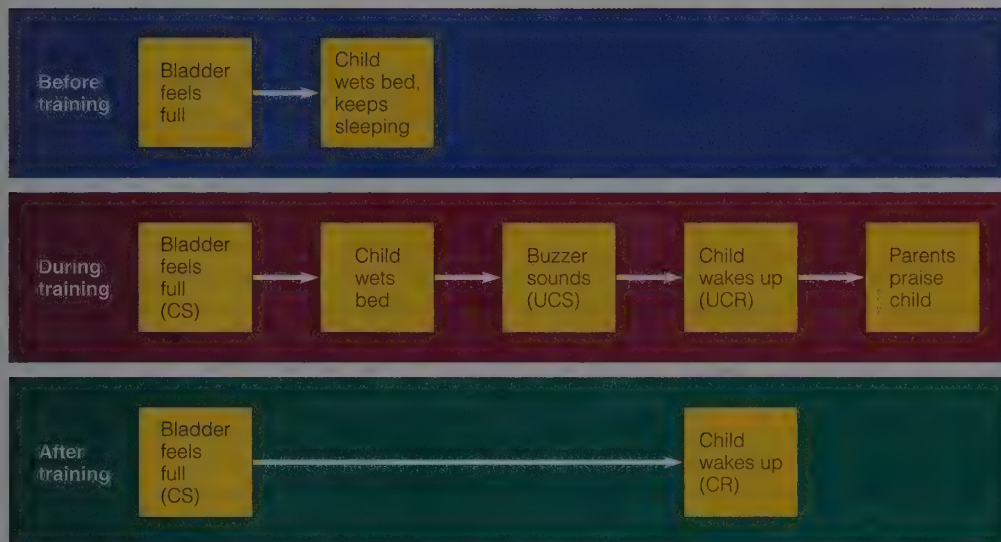 Before
training
Bladder
feels
full
Child
wets bed,
keeps
sleeping
During
training
Bladder
feels
full
(CS)
Child
wets
bed
Buzzer
sounds
(UCS)
Child
wakes up
(UCR)
Parents
praise
child
After
training
Bladder
feels
full
(CS)
Child
wakes up
(CR)